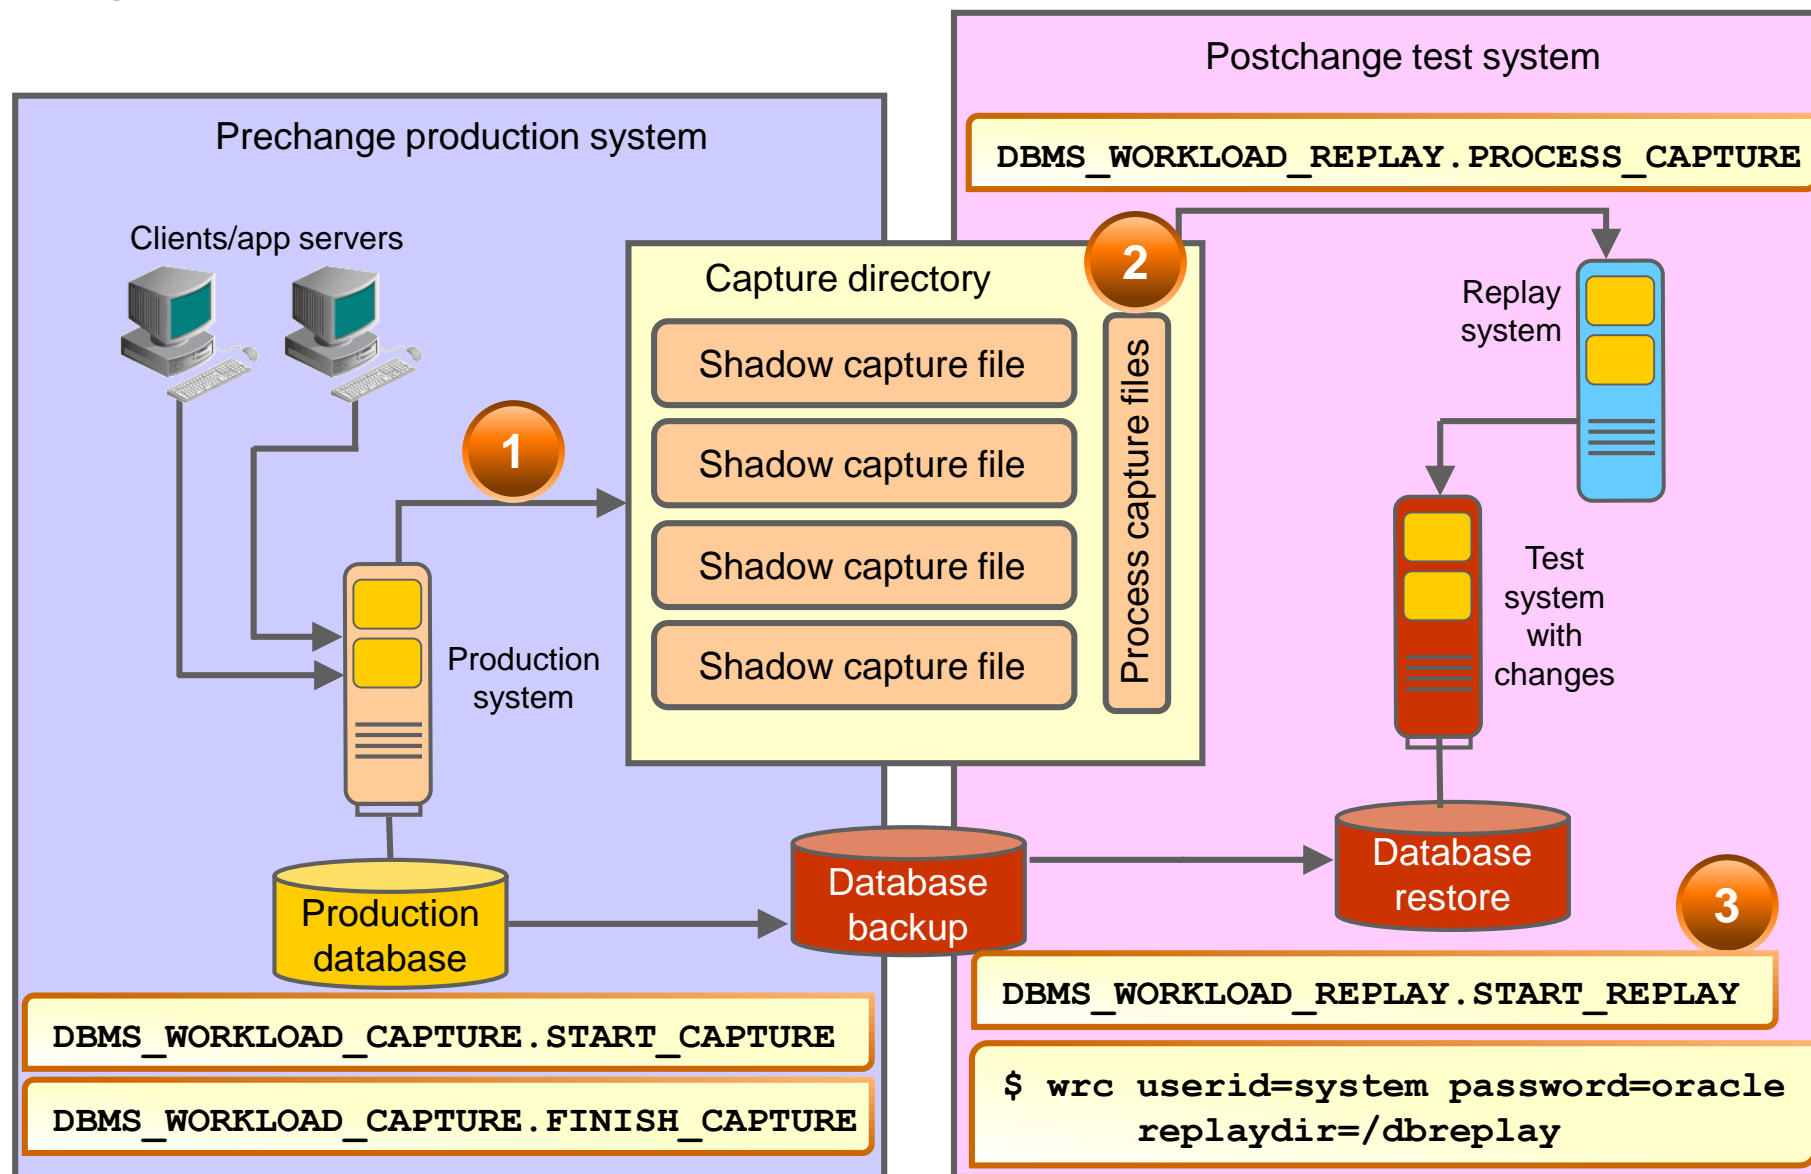 Postchange test system
Prechange production system
DBMS_WORKLOAD_REPLAY.PROCESS_CAPTURE
Clients/app servers
2
Capture directory
Replay
system
Shadow capture file
Shadow capture file
Shadow capture file
Shadow capture file
Process capture files
1
Production
system
Test
system
with
changes
Production
database
Database
backup
Database
restore
3
DBMS_WORKLOAD_CAPTURE.START_CAPTURE
DBMS_WORKLOAD_CAPTURE.FINISH_CAPTURE
DBMS_WORKLOAD_REPLAY.START_REPLAY
$ wrc userid=system password=oracle
replaydir=/dbreplay